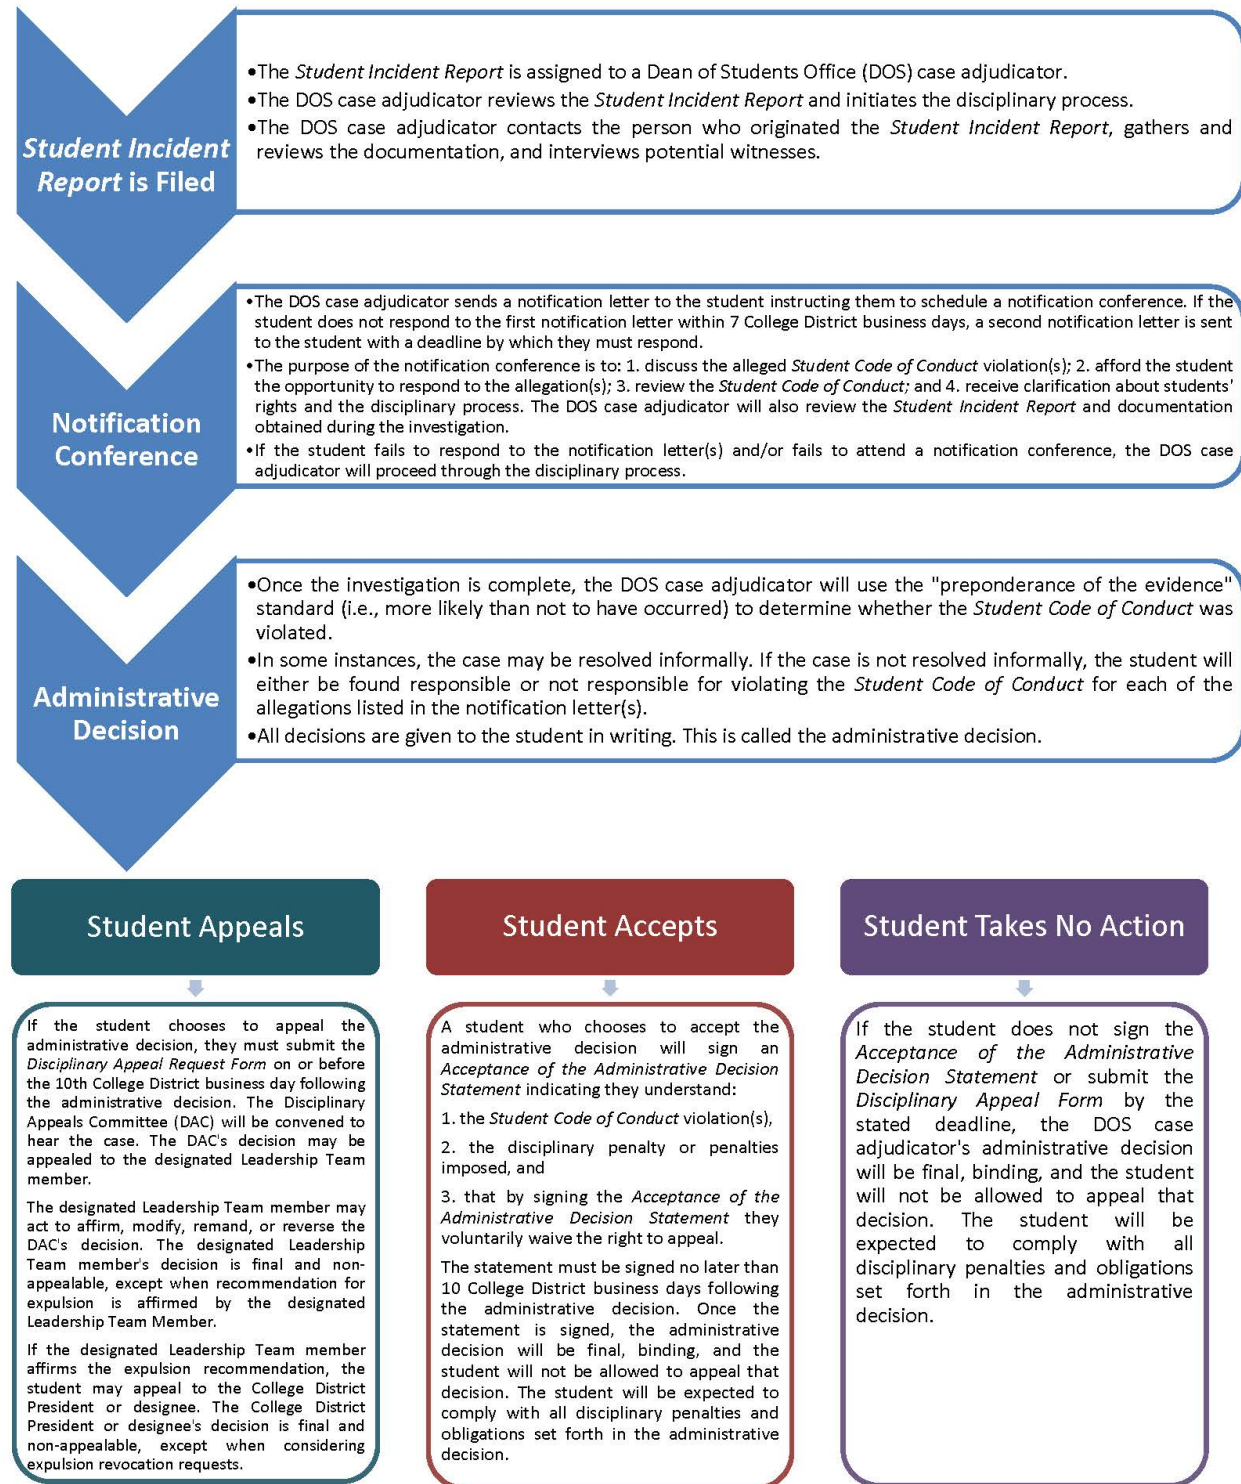 Student Incident
Report is Filed
•The Student Incident Report is assigned to a Dean of Students Office (DOS) case adjudicator.
•The DOS case adjudicator reviews the Student Incident Report and initiates the disciplinary process.
•The DOS case adjudicator contacts the person who originated the Student Incident Report, gathers and
reviews the documentation, and interviews potential witnesses.
Notification
Conference
•The DOS case adjudicator sends a notification letter to the student instructing them to schedule a notification conference. If the
student does not respond to the first notification letter within 7 College District business days, a second notification letter is sent
to the student with a deadline by which they must respond.
•The purpose of the notification conference is to: 1. discuss the alleged Student Code of Conduct violation(s); 2. afford the student
the opportunity to respond to the allegation(s); 3. review the Student Code of Conduct; and 4. receive clarification about students'
rights and the disciplinary process. The DOS case adjudicator will also review the Student Incident Report and documentation
obtained during the investigation.
•If the student fails to respond to the notification letter(s) and/or fails to attend a notification conference, the DOS case
adjudicator will proceed through the disciplinary process.
Administrative
Decision
•Once the investigation is complete, the DOS case adjudicator will use the "preponderance of the evidence"
standard (i.e., more likely than not to have occurred) to determine whether the Student Code of Conduct was
violated.
•In some instances, the case may be resolved informally. If the case is not resolved informally, the student will
either be found responsible or not responsible for violating the Student Code of Conduct for each of the
allegations listed in the notification letter(s).
•All decisions are given to the student in writing. This is called the administrative decision.
Student Appeals
If the student chooses to appeal the
administrative decision, they must submit the
Disciplinary Appeal Request Form on or before
the 10th College District business day following
the administrative decision. The Disciplinary
Appeals Committee (DAC) will be convened to
hear the case. The DAC's decision may be
appealed to the designated Leadership Team
member.
The designated Leadership Team member may
act to affirm, modify, remand, or reverse the
DAC's decision. The designated Leadership
Team member's decision is final and non-
appealable, except when recommendation for
expulsion is affirmed by the designated
Leadership Team Member.
If the designated Leadership Team member
affirms the expulsion recommendation, the
student may appeal to the College District
President or designee. The College District
President or designee's decision is final and
non-appealable, except when considering
expulsion revocation requests.
Student Accepts
A student who chooses to accept the
administrative decision will sign an
Acceptance of the Administrative Decision
Statement indicating they understand:
1. the Student Code of Conduct violation(s),
2. the disciplinary penalty or penalties
imposed, and
3. that by signing the Acceptance of the
Administrative Decision Statement they
voluntarily waive the right to appeal.
The statement must be signed no later than
10 College District business days following
the administrative decision. Once the
statement is signed, the administrative
decision will be final, binding, and the
student will not be allowed to appeal that
decision. The student will be expected to
comply with all disciplinary penalties and
obligations set forth in the administrative
decision.
Student Takes No Action
If the student does not sign the
Acceptance of the Administrative
Decision Statement or submit the
Disciplinary Appeal Form by the
stated deadline, the DOS case
adjudicator's administrative decision
will be final, binding, and the student
will not be allowed to appeal that
decision. The student will be
expected to comply with all
disciplinary penalties and obligations
set forth in the administrative
decision.